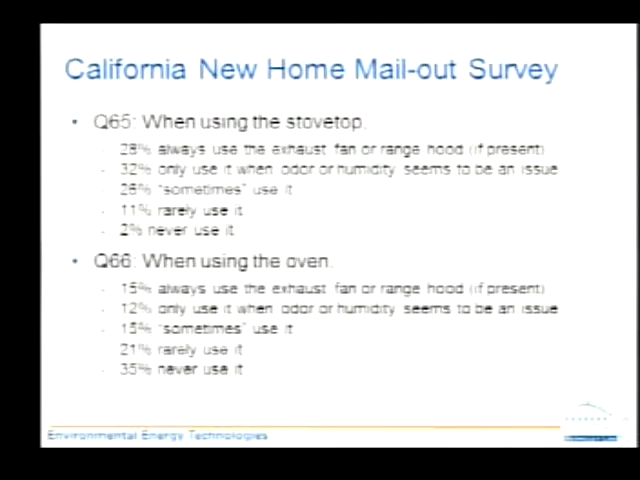 California New Home Mail-out Survey
• Q65: When using the stovetop.
28% always use the exhaust fan or range hood (if present)
- 32% only use it when odor or humidity seems to be an issue
- 26% "sometimes" use it
- 11% rarely use it
- 2% never use it
• Q66: When using the oven.
- 15% always use the exhaust fan or range hood (if present)
- 12% only use it when odor or humidity seems to be an issue
- 15% "sometimes" use it
21% rarely use it
- 35% never use it
Environmental Energy Technologies